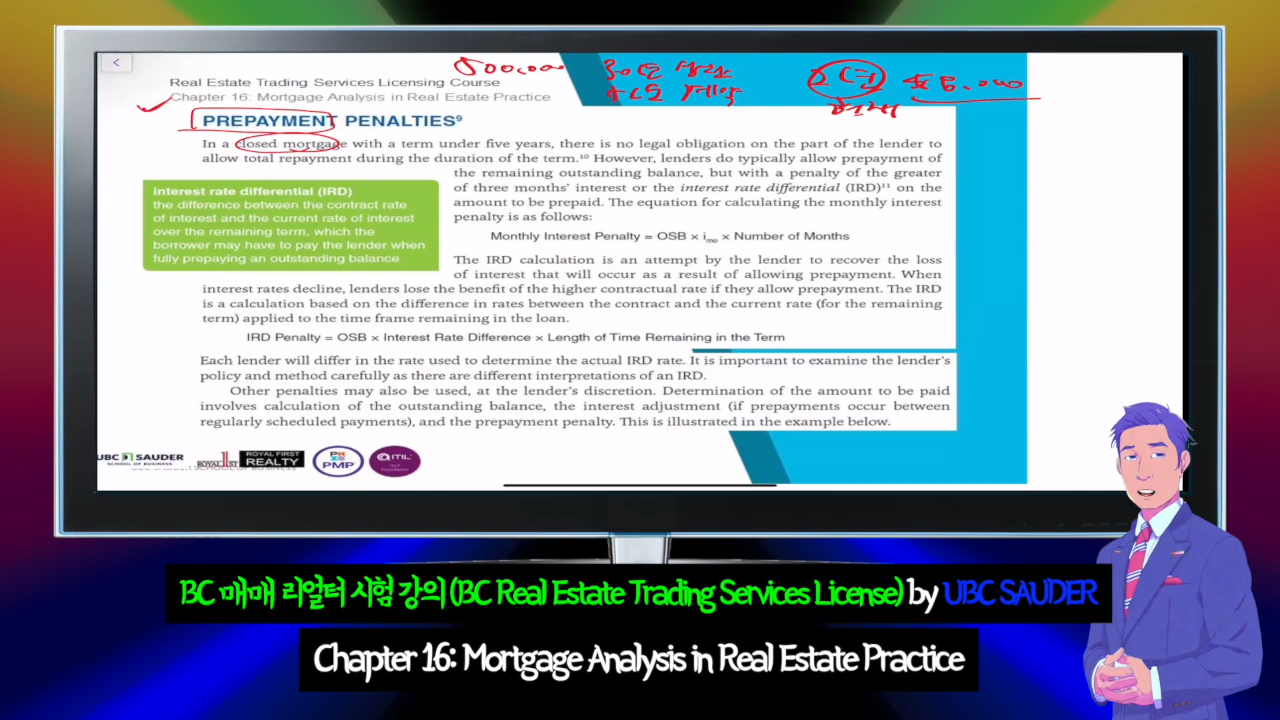 500,000
Real Estate Trading Services Licensing Course
Chapter 16: Mortgage Analysis in Real Estate Practice
PREPAYMENT PENALTIES⁹
In a closed mortgage with a term under five years, there is no legal obligation on the part of the lender to
allow total repayment during the duration of the term.¹⁰ However, lenders do typically allow prepayment of
the remaining outstanding balance, but with a penalty of the greater
of three months' interest or the interest rate differential (IRD)¹¹ on the
amount to be prepaid. The equation for calculating the monthly interest
penalty is as follows:
Interest rate differential (IRD)
the difference between the contract rate
of interest and the current rate of interest
over the remaining term, which the
borrower may have to pay the lender when
fully prepaying an outstanding balance
Monthly Interest Penalty = OSB × imo × Number of Months
The IRD calculation is an attempt by the lender to recover the loss
of interest that will occur as a result of allowing prepayment. When
interest rates decline, lenders lose the benefit of the higher contractual rate if they allow prepayment. The IRD
is a calculation based on the difference in rates between the contract and the current rate (for the remaining
term) applied to the time frame remaining in the loan.
IRD Penalty = OSB × Interest Rate Difference × Length of Time Remaining in the Term
Each lender will differ in the rate used to determine the actual IRD rate. It is important to examine the lender's
policy and method carefully as there are different interpretations of an IRD.
Other penalties may also be used, at the lender's discretion. Determination of the amount to be paid
involves calculation of the outstanding balance, the interest adjustment (if prepayments occur between
regularly scheduled payments), and the prepayment penalty. This is illustrated in the example below.
UBC SAUDER
SCHOOL OF BUSINESS
ROYAL 1ST
ROYAL FIRST
REALTY
PMP
ITIL
Foundation
BC 매매 리얼터 시험 강의 (BC Real Estate Trading Services License) by UBC SAUDER
Chapter 16: Mortgage Analysis in Real Estate Practice